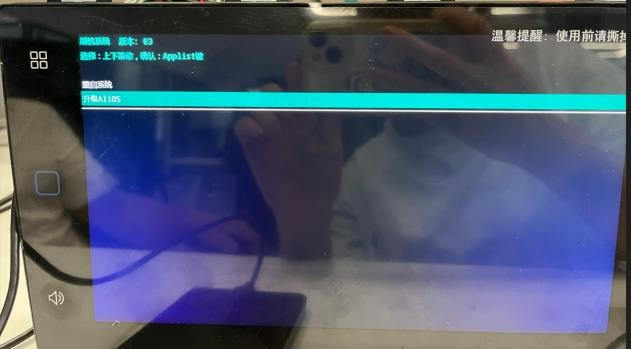 刷机系统 版本: 03
选择:上下滑动,确认:Applist键
温馨提醒:使用前请撕
重启系统
升级AliOS